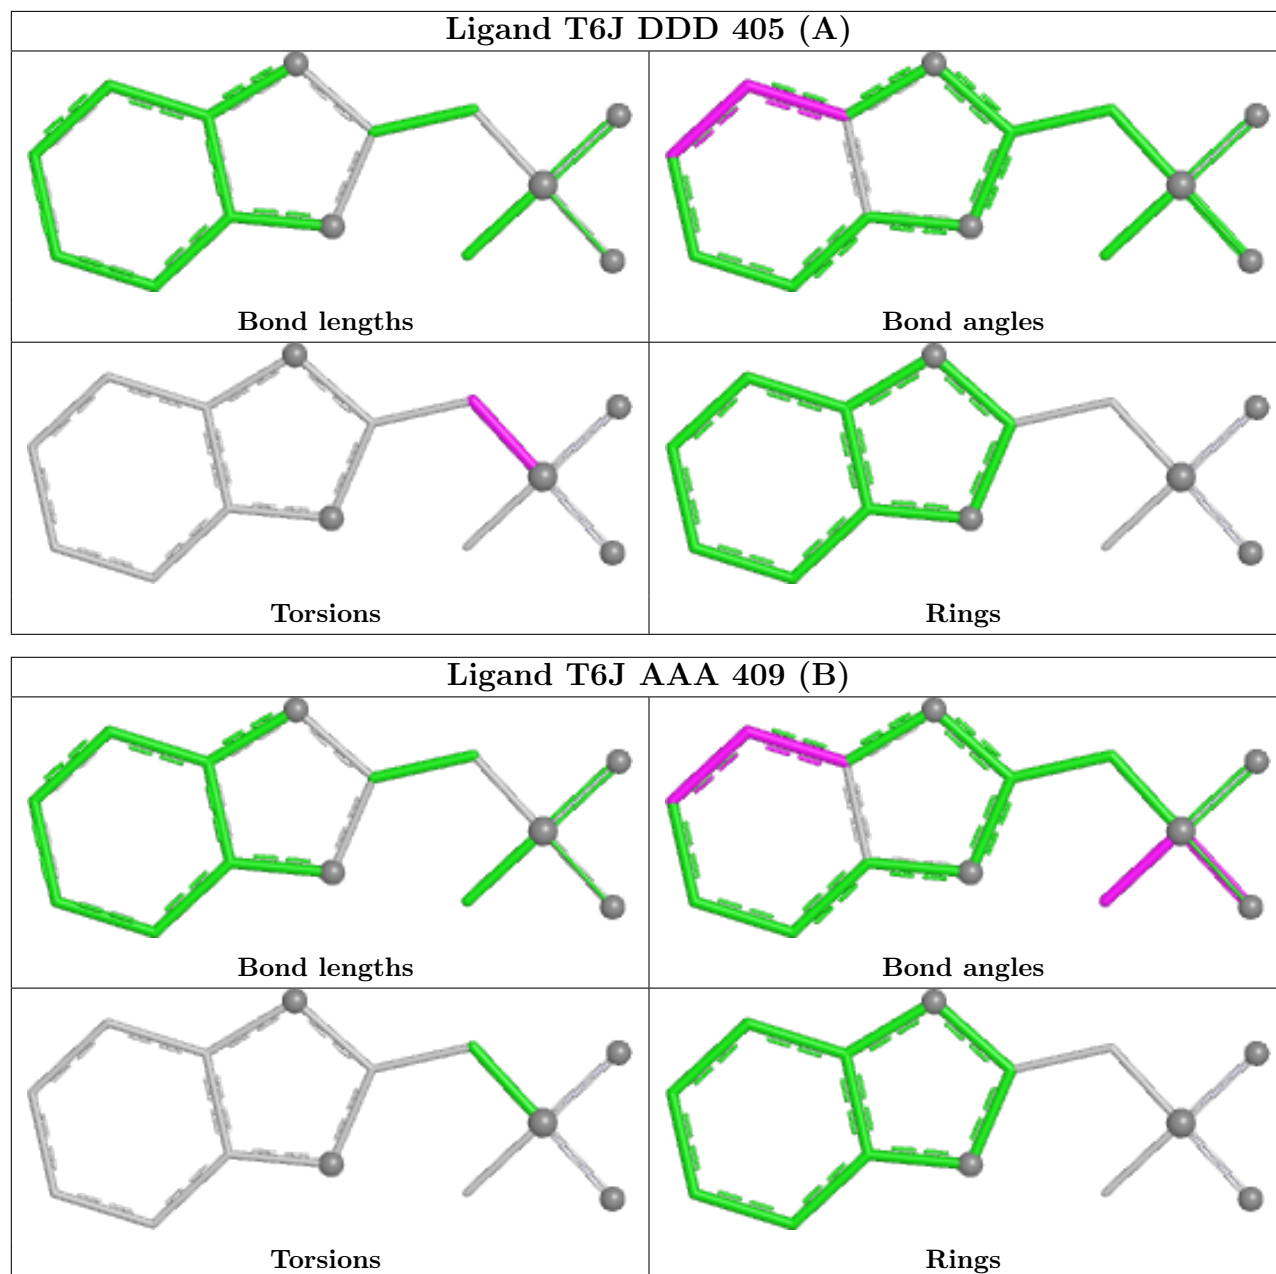 Ligand T6J DDD 405 (A)
Bond lengths
Bond angles
Torsions
Rings
Ligand T6J AAA 409 (B)
Bond lengths
Bond angles
Torsions
Rings